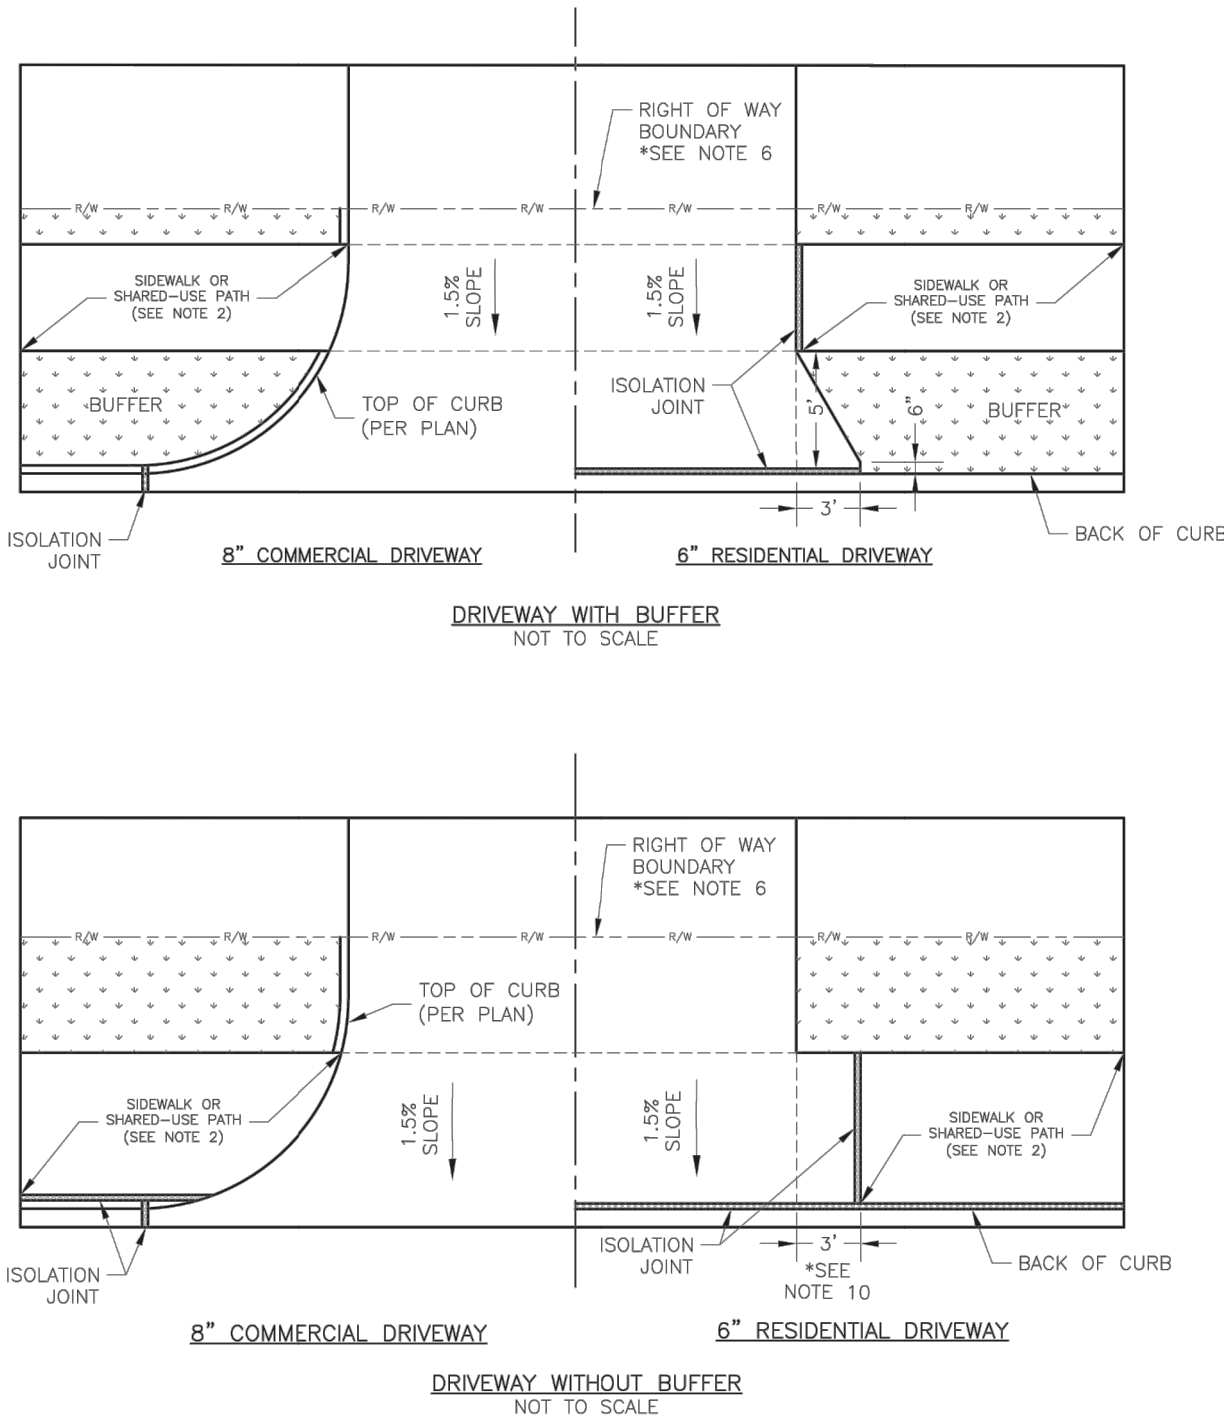 RIGHT OF WAY
BOUNDARY
*SEE NOTE 6
R/W R/W R/W R/W R/W R/W R/W
SIDEWALK OR
SHARED-USE PATH
(SEE NOTE 2)
1.5%
SLOPE
1.5%
SLOPE
SIDEWALK OR
SHARED-USE PATH
(SEE NOTE 2)
BUFFER
TOP OF CURB
(PER PLAN)
ISOLATION
JOINT
5'
6"
BUFFER
3'
ISOLATION
JOINT
BACK OF CURB
8" COMMERCIAL DRIVEWAY
6" RESIDENTIAL DRIVEWAY
DRIVEWAY WITH BUFFER
NOT TO SCALE
RIGHT OF WAY
BOUNDARY
*SEE NOTE 6
R/W R/W R/W R/W R/W R/W R/W
TOP OF CURB
(PER PLAN)
SIDEWALK OR
SHARED-USE PATH
(SEE NOTE 2)
1.5%
SLOPE
1.5%
SLOPE
SIDEWALK OR
SHARED-USE PATH
(SEE NOTE 2)
ISOLATION
JOINT
ISOLATION
JOINT
3'
*SEE
NOTE 10
BACK OF CURB
8" COMMERCIAL DRIVEWAY
6" RESIDENTIAL DRIVEWAY
DRIVEWAY WITHOUT BUFFER
NOT TO SCALE